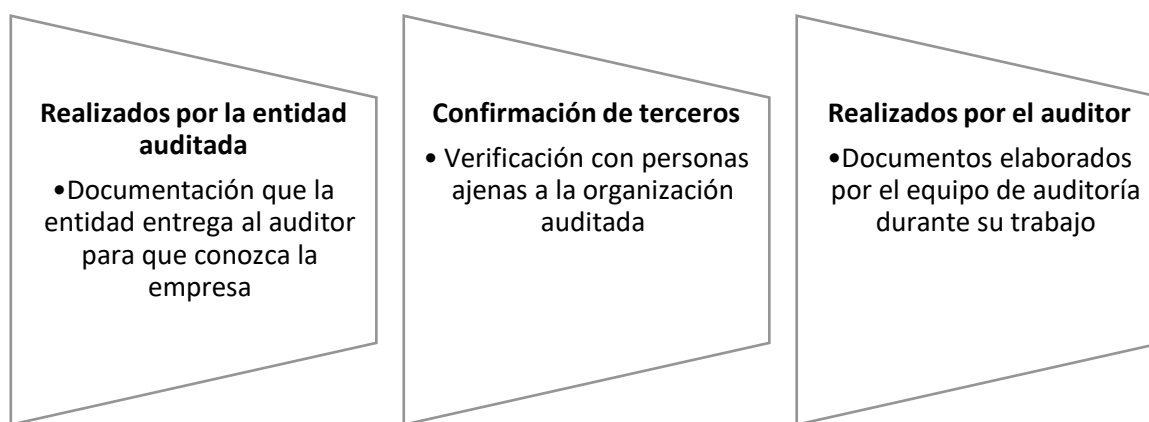 Realizados por la entidad
auditada
•Documentación que la
entidad entrega al auditor
para que conozca la
empresa
Confirmación de terceros
• Verificación con personas
ajenas a la organización
auditada
Realizados por el auditor
•Documentos elaborados
por el equipo de auditoría
durante su trabajo